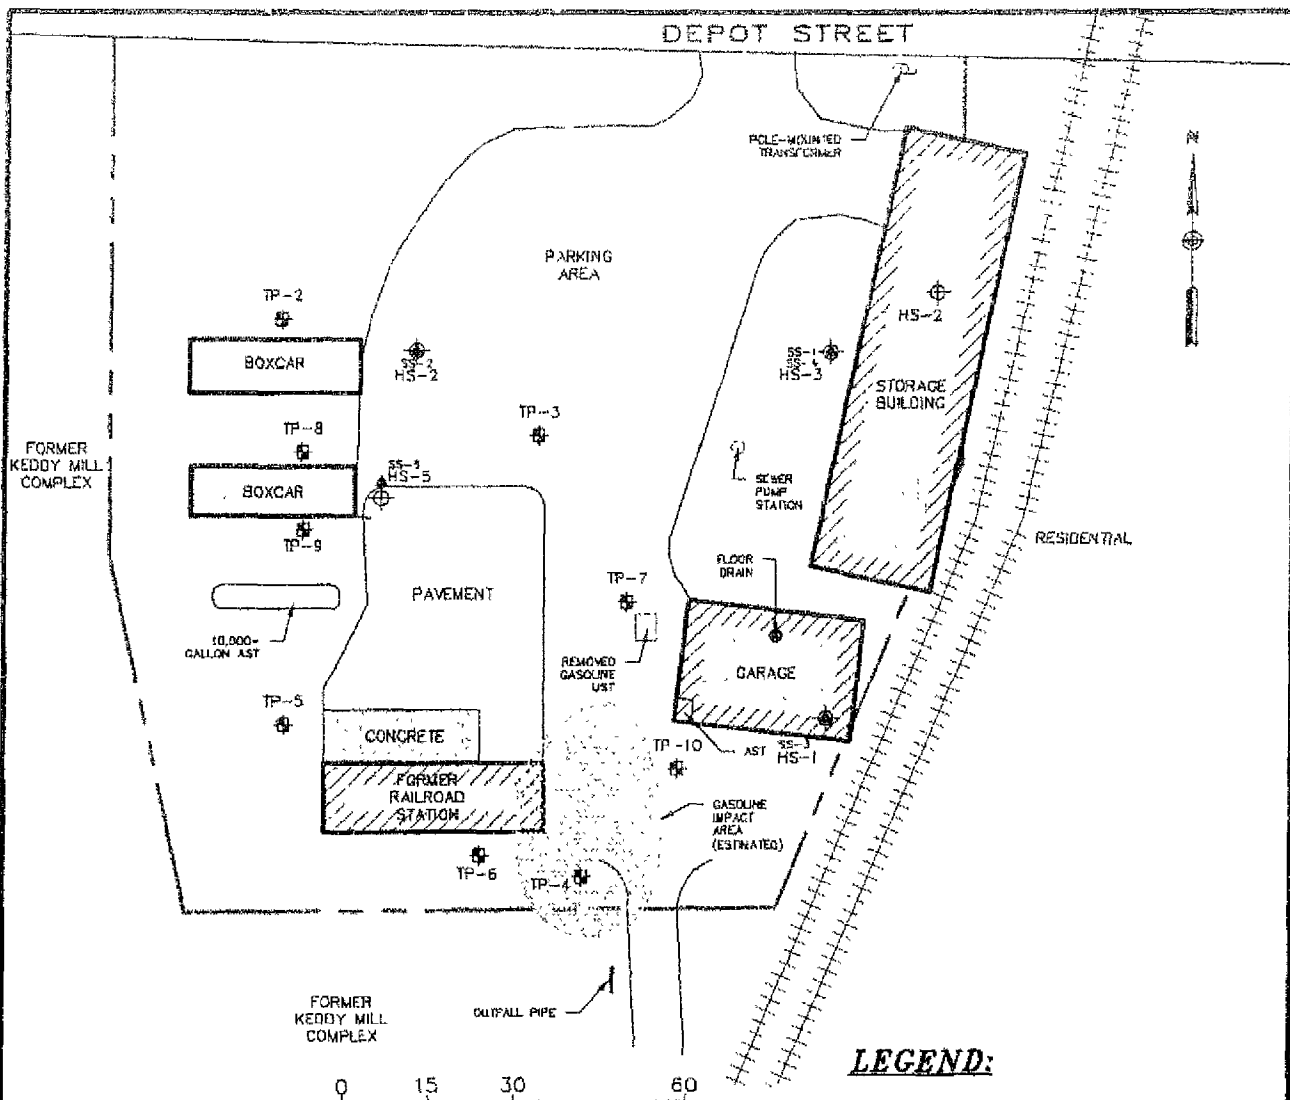 DEPOT STREET
POLE-MOUNTED
TRANSFORMER
N
PARKING
AREA
TP-2
BOXCAR
SS-2
HS-2
HS-2
SS-1
SS-4
HS-3
STORAGE
BUILDING
TP-3
TP-8
FORMER
KEDDY MILL
COMPLEX
SS-5
HS-5
BOXCAR
SEWER
PUMP
STATION
TP-9
RESIDENTIAL
FLOOR
DRAIN
PAVEMENT
TP-7
10,000-
GALLON AST
REMOVED
GASOLINE
UST
GARAGE
TP-5
CONCRETE
TP-10
AST
SS-3
HS-1
FORMER
RAILROAD
STATION
GASOLINE
IMPACT
AREA
(ESTIMATED)
TP-6
TP-4
FORMER
KEDDY MILL
COMPLEX
OUTFALL PIPE
LEGEND:
0 15 30 60